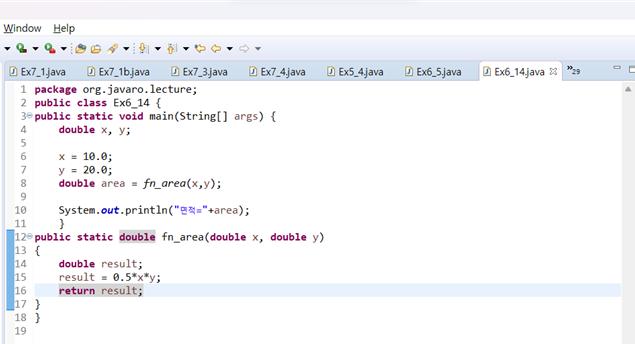 Window Help
Ex7_1.java Ex7_1b.java Ex7_3.java Ex7_4.java Ex5_4.java Ex6_5.java Ex6_14.java »29
1 package org.javaro.lecture;
2 public class Ex6_14 {
3 public static void main(String[] args) {
4 double x, y;
5
6 x = 10.0;
7 y = 20.0;
8 double area = fn_area(x,y);
9
10 System.out.println("면적="+area);
11 }
12 public static double fn_area(double x, double y)
13 {
14 double result;
15 result = 0.5*x*y;
16 return result;
17 }
18 }
19